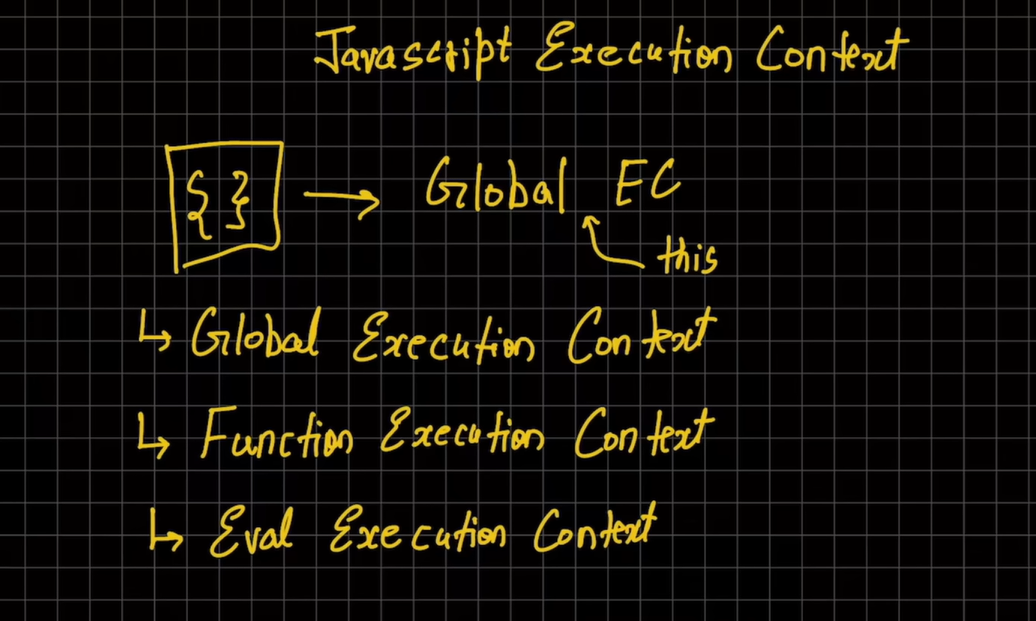 Javascript Execution Context
{ } → Global EC
this
↳ Global Execution Context
↳ Function Execution Context
↳ Eval Execution Context